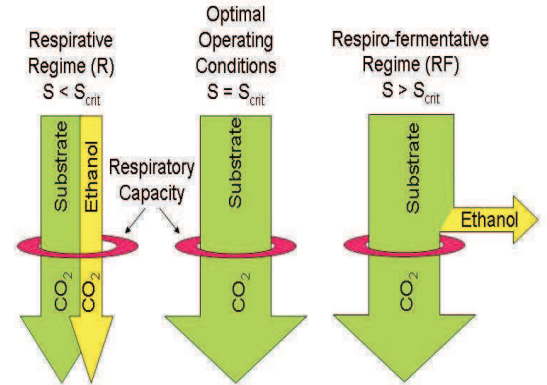 Respirative
Regime (R)
S < Scrit
Optimal
Operating
Conditions
S = Scrit
Respiro-fermentative
Regime (RF)
S > Scrit
Respiratory
Capacity
Substrate
Ethanol
CO2
CO2
Substrate
CO2
Substrate
Ethanol
CO2